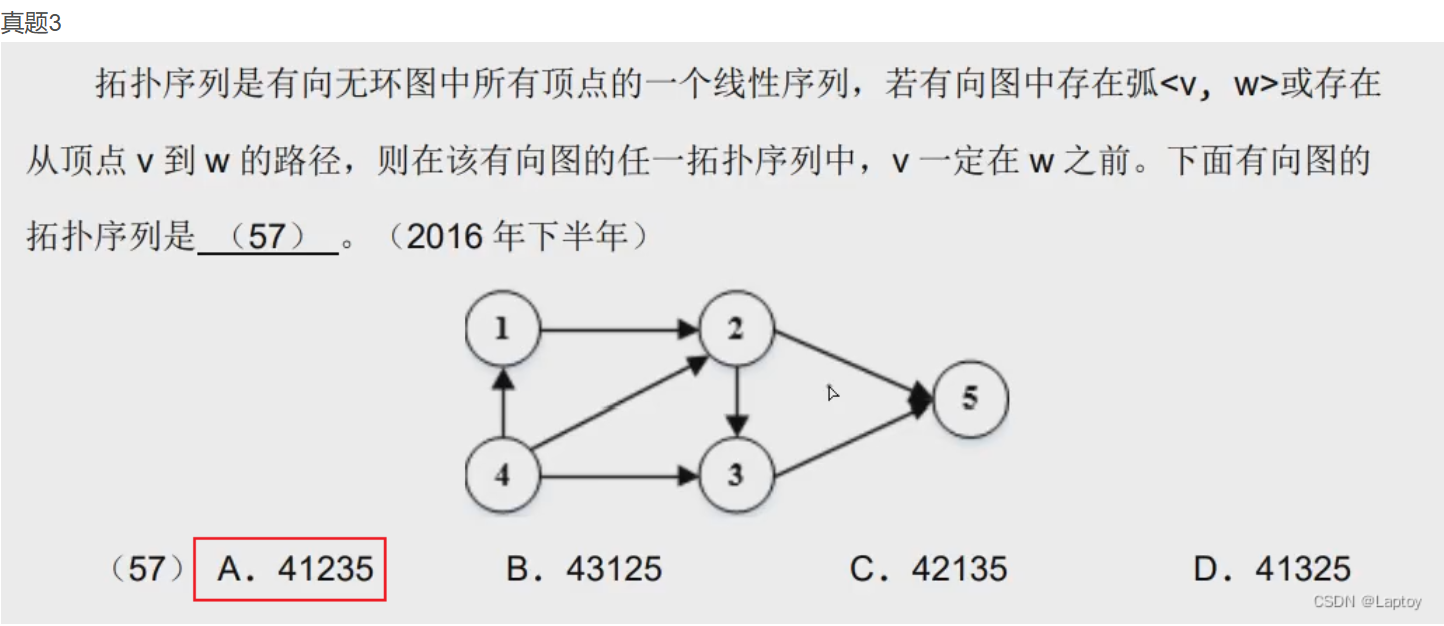 真题3
拓扑序列是有向无环图中所有顶点的一个线性序列，若有向图中存在弧<v，w>或存在
从顶点 v 到 w 的路径，则在该有向图的任一拓扑序列中，v 一定在 w 之前。下面有向图的
拓扑序列是 （57） 。（2016 年下半年）
1 2
5
4 3
（57） A．41235 B．43125 C．42135 D．41325
CSDN @Laptoy